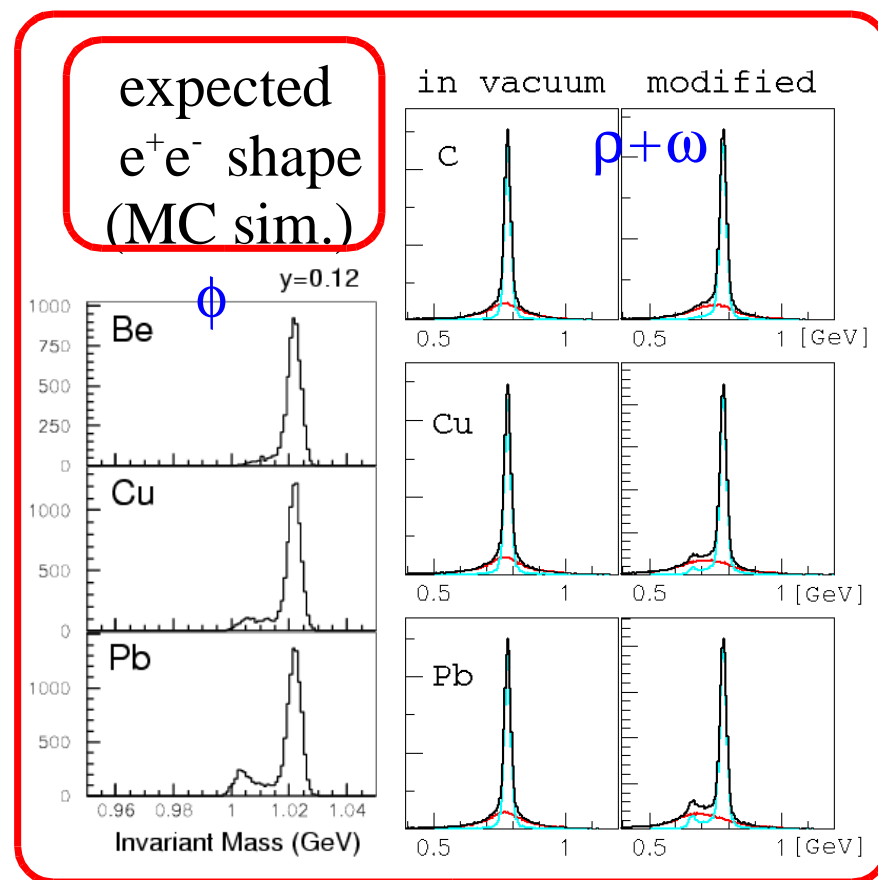 expected
e⁺e⁻ shape
(MC sim.)
in vacuum modified
ρ+ω
C
0.5 1 0.5 1 [GeV]
Cu
0.5 1 0.5 1 [GeV]
Pb
0.5 1 0.5 1 [GeV]
ϕ y=0.12
Be
1000
750
500
250
0
Cu
1000
500
0
Pb
1000
500
0
0.96 0.98 1 1.02 1.04
Invariant Mass (GeV)